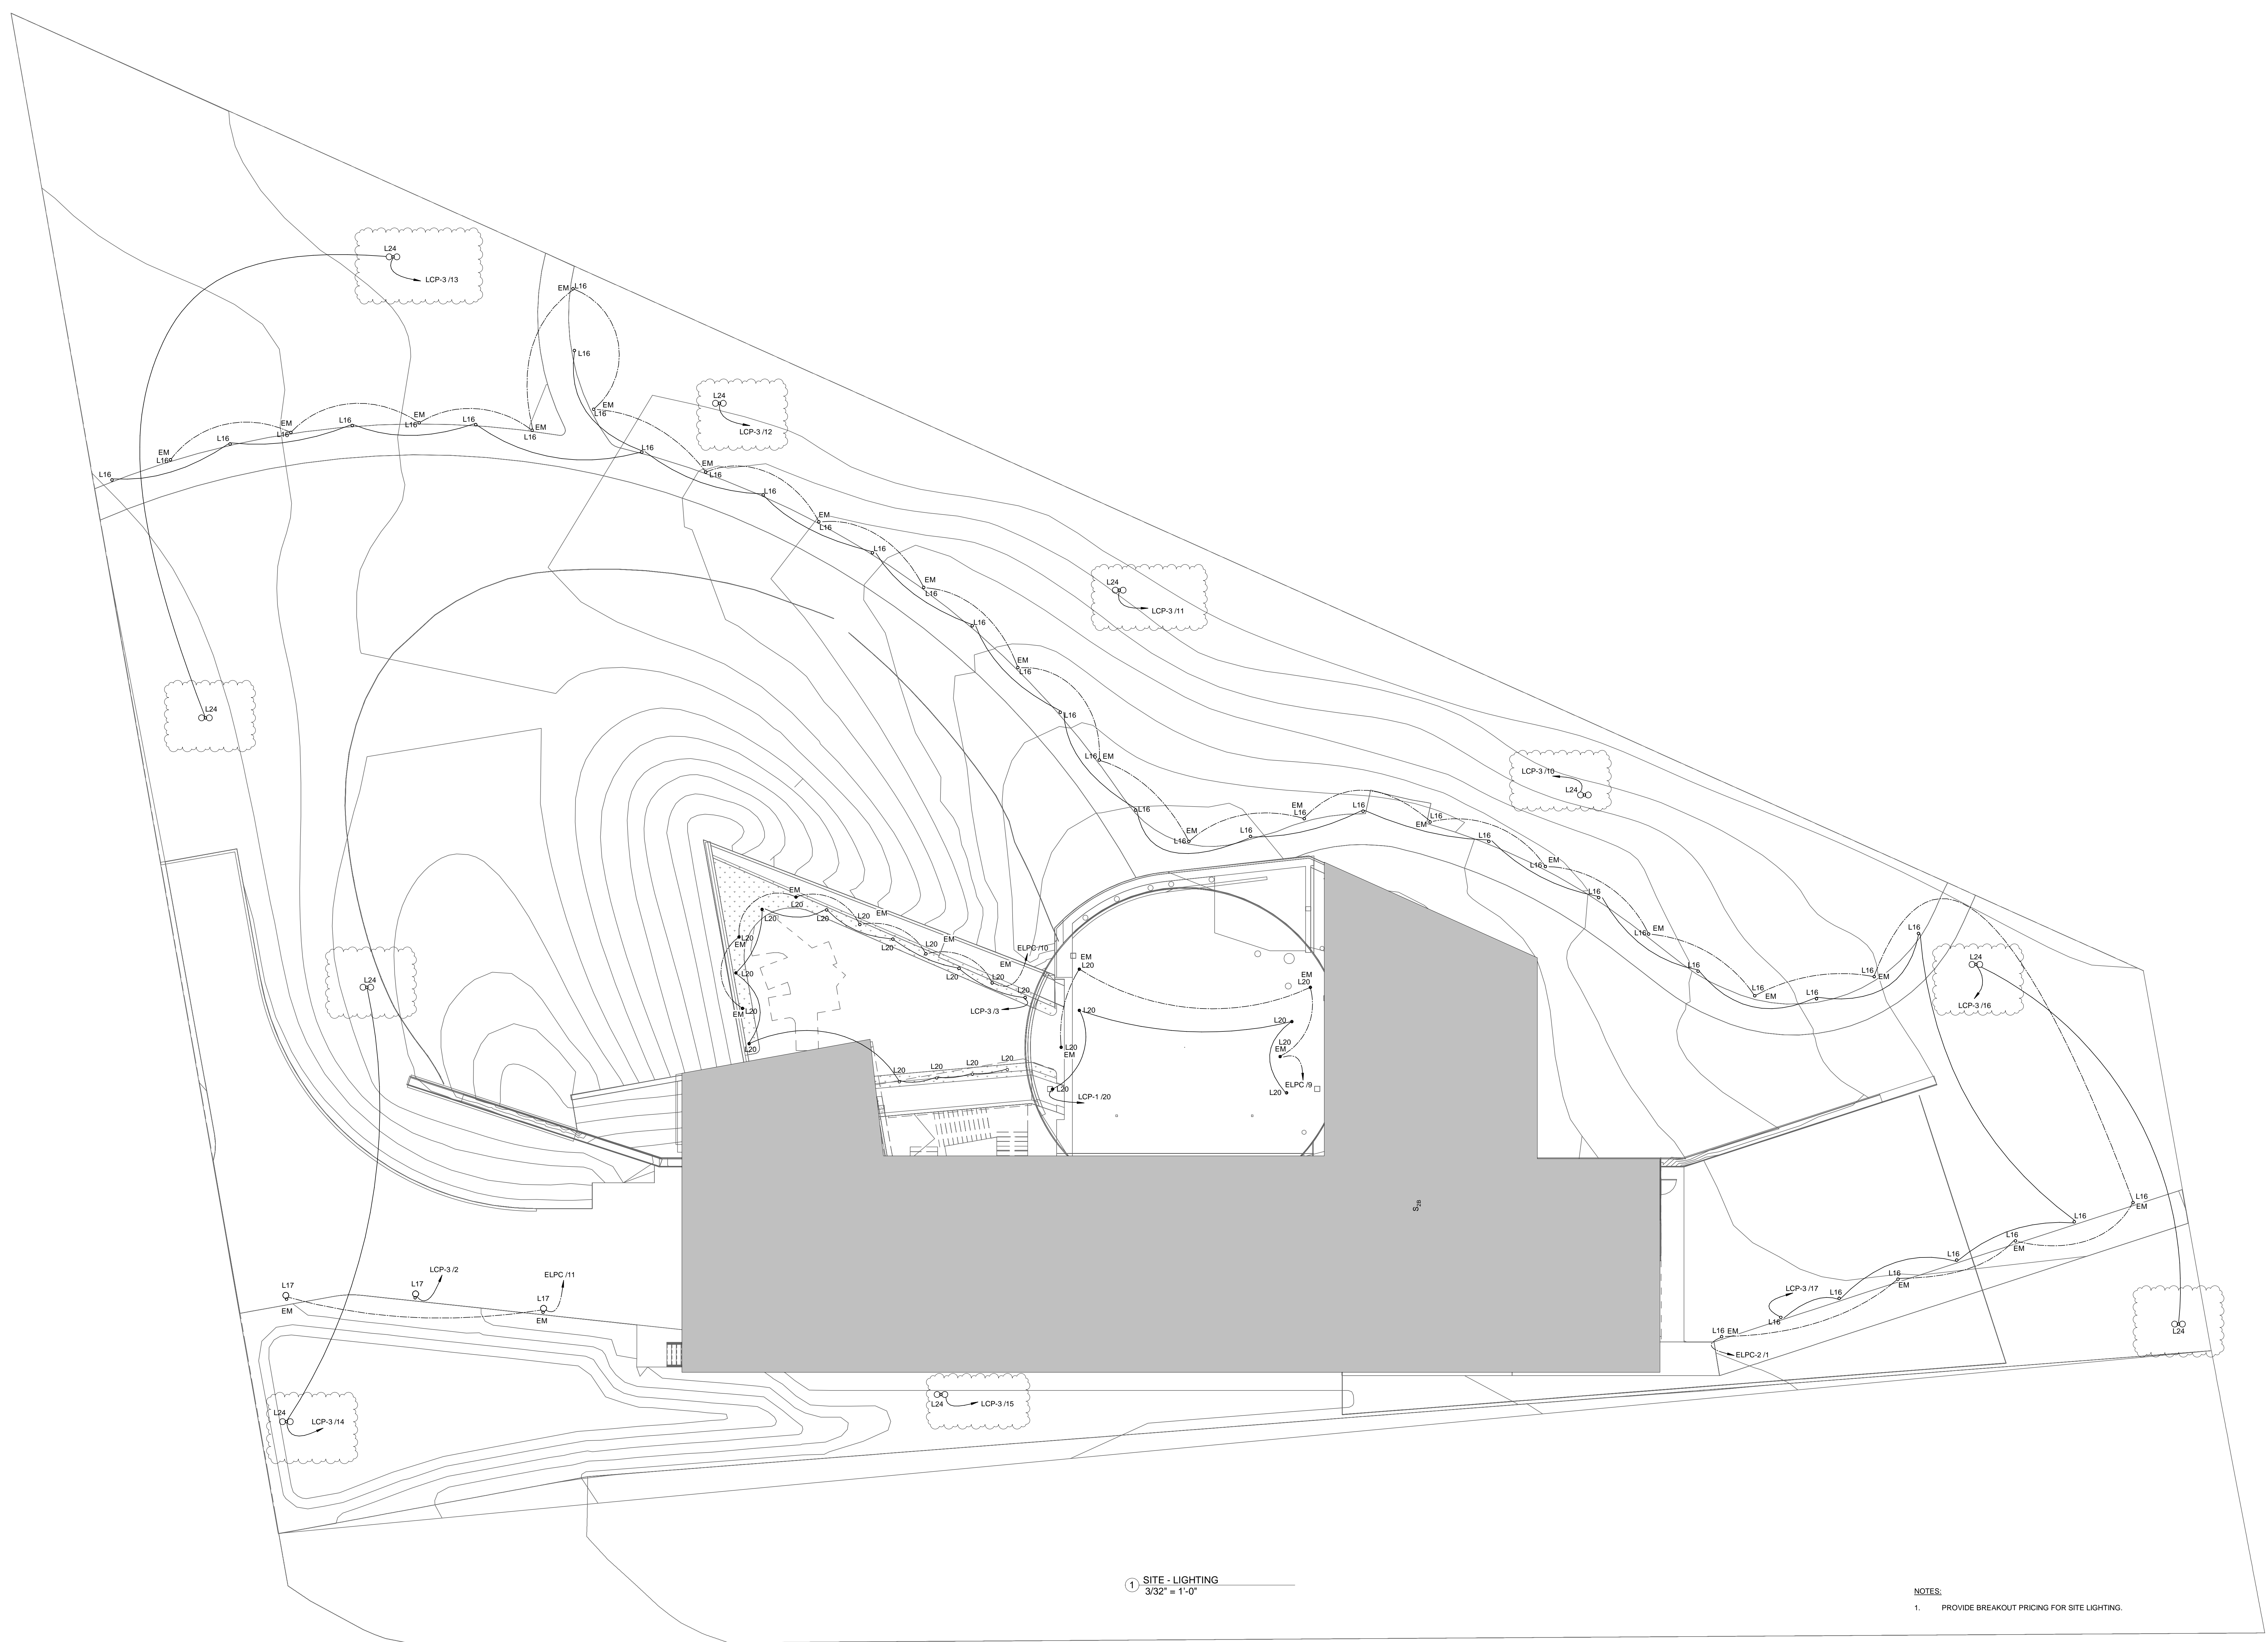 L24
LCP-3 /13
EM
L16
L16
L24
LCP-3 /12
EM
L16
L16
EM
L16
L16
EM
L16
L16
EM
L16
L16
EM
L16
L16
EM
L16
L16
EM
L16
L16
EM
L16
L24
LCP-3 /11
L16
EM
L16
L16
EM
L16
L24
L16
EM
L16
LCP-3 /10
L24
L16
EM
L16
L16
EM
L16
L16
EM
L16
L16
EM
L16
L16
L16
EM
L16
L16
EM
L16
EM
L16
L16
EM
L16
L24
LCP-3 /16
EM
L20
L20
L20
L20
EM
L20
EM
L20
L20
EM
L20
EM
L20
L20
L20
EM
L20
L20
L20
ELPC /10
LCP-3 /3
EM
L20
EM
L20
L20
L20
L20
EM
L20
EM
ELPC /9
L20
L20
L20
L20
L20
L20
LCP-1 /20
L24
S28
L16
EM
L16
L16
EM
L16
L16
EM
L16
LCP-3 /17
L16
L16 EM
ELPC-2 /1
L24
L17
EM
L17
LCP-3 /2
ELPC /11
L17
EM
L24
LCP-3 /14
L24
LCP-3 /15
1
SITE - LIGHTING
3/32" = 1'-0"
NOTES:
1. PROVIDE BREAKOUT PRICING FOR SITE LIGHTING.